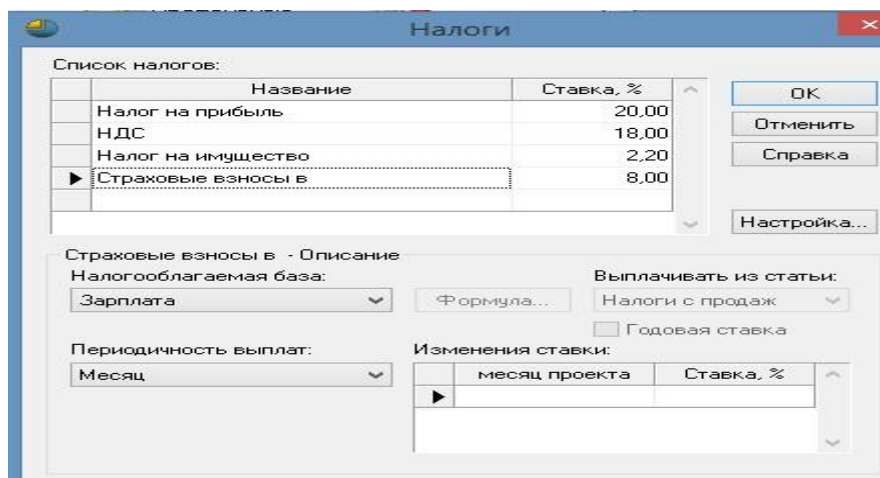 Налоги
Список налогов:
Название Ставка, %
Налог на прибыль 20,00
НДС 18,00
Налог на имущество 2,20
Страховые взносы в 8,00
OK
Отменить
Справка
Настройка...
Страховые взносы в - Описание
Налогооблагаемая база:
Зарплата
Формула...
Выплачивать из статьи:
Налоги с продаж
Годовая ставка
Периодичность выплат:
Месяц
Изменения ставки:
месяц проекта Ставка, %